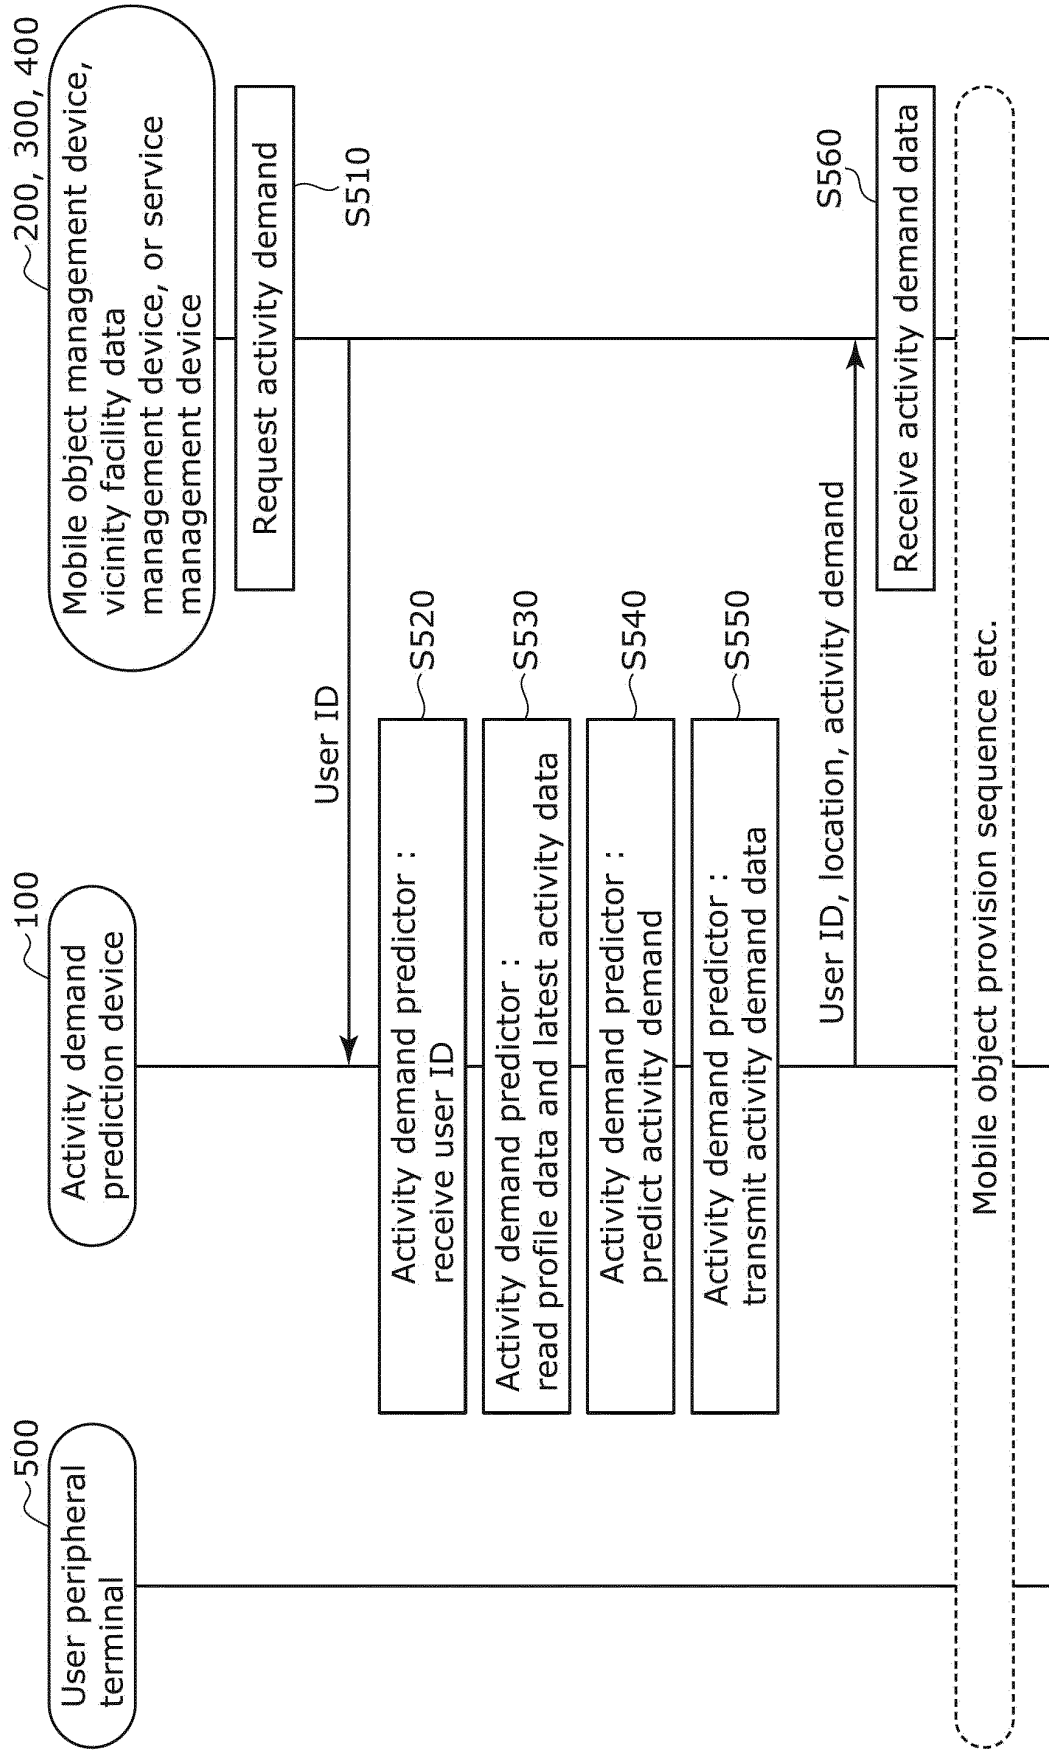 500
User peripheral
terminal
100
Activity demand
prediction device
200, 300, 400
Mobile object management device,
vicinity facility data
management device, or service
management device
Request activity demand
S510
User ID
Activity demand predictor :
receive user ID
S520
Activity demand predictor :
read profile data and latest activity data
S530
Activity demand predictor :
predict activity demand
S540
Activity demand predictor :
transmit activity demand data
S550
User ID, location, activity demand
S560
Receive activity demand data
Mobile object provision sequence etc.